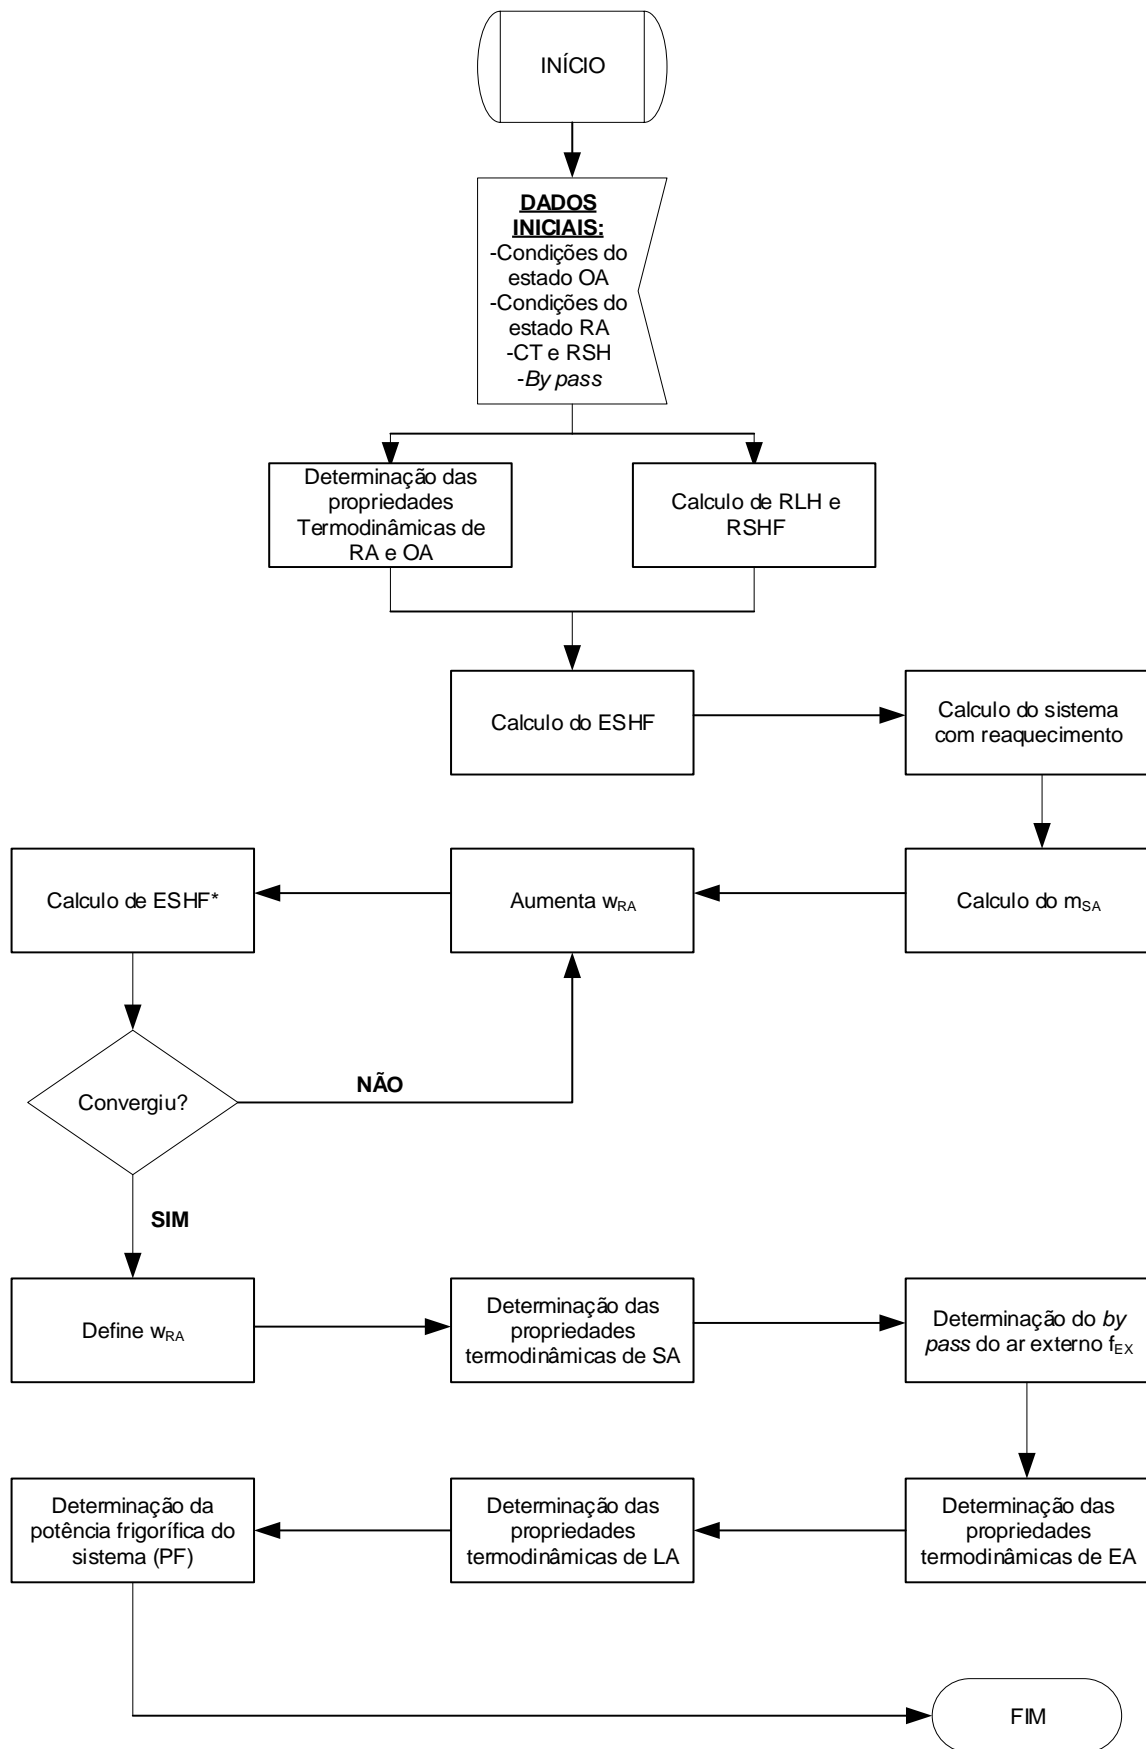 INÍCIO
DADOS
INICIAIS:
-Condições do
estado OA
-Condições do
estado RA
-CT e RSH
-By pass
Determinação das
propriedades
Termodinâmicas de
RA e OA
Calculo de RLH e
RSHF
Calculo do ESHF
Calculo do sistema
com reaquecimento
Calculo de ESHF*
Aumenta wRA
Calculo do mSA
Convergiu?
NÃO
SIM
Define wRA
Determinação das
propriedades
termodinâmicas de SA
Determinação do by
pass do ar externo fEX
Determinação da
potência frigorífica do
sistema (PF)
Determinação das
propriedades
termodinâmicas de LA
Determinação das
propriedades
termodinâmicas de EA
FIM